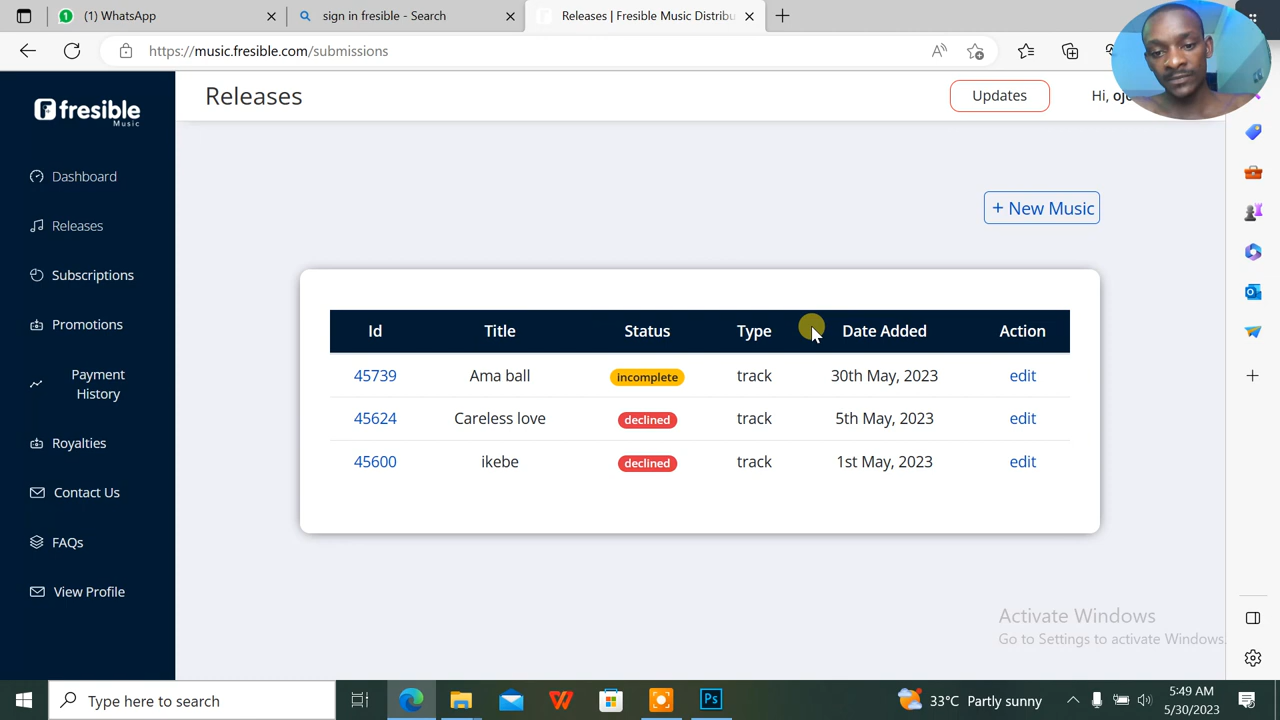 (1) WhatsApp
sign in fresible - Search
Releases | Fresible Music Distribu
https://music.fresible.com/submissions
fresible
Music
Releases
Updates
Hi,
Dashboard
Releases
Subscriptions
Promotions
Payment
History
Royalties
Contact Us
FAQs
View Profile
+ New Music
Id Title Status Type Date Added Action
45739 Ama ball incomplete track 30th May, 2023 edit
45624 Careless love declined track 5th May, 2023 edit
45600 ikebe declined track 1st May, 2023 edit
Activate Windows
Go to Settings to activate Windows.
Type here to search
33°C Partly sunny
5:49 AM
5/30/2023